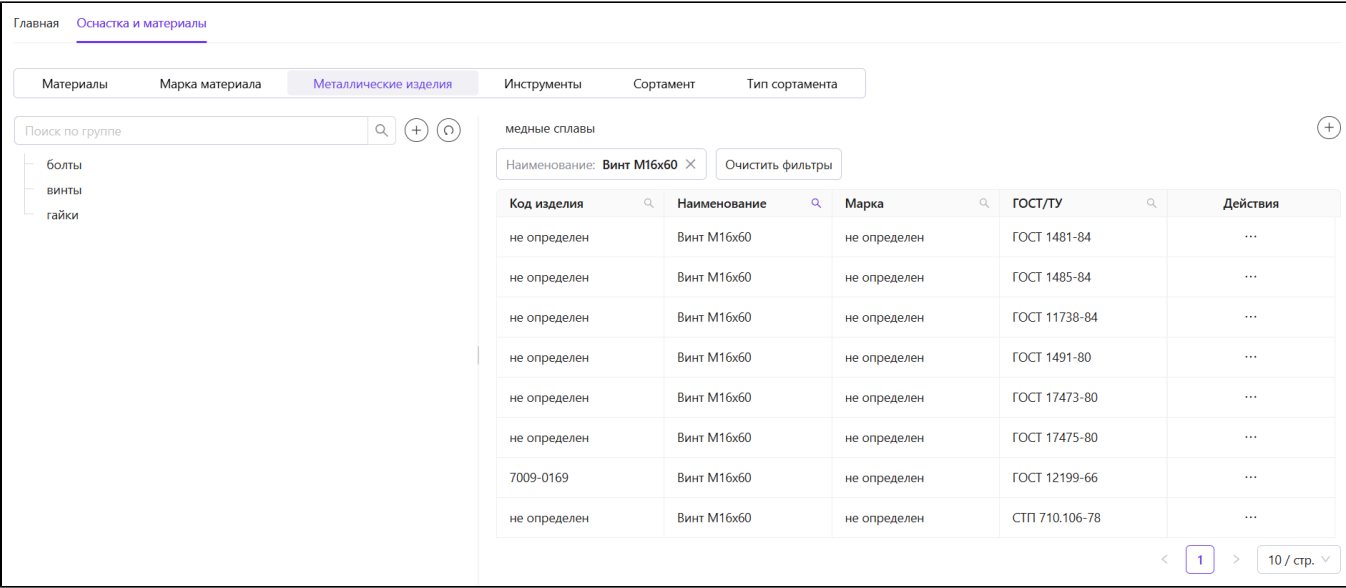 Главная Оснастка и материалы
Материалы Марка материала Металлические изделия Инструменты Сортамент Тип сортамента
Поиск по группе
болты
винты
гайки
медные сплавы
Наименование: Винт М16х60 Очистить фильтры
Код изделия Наименование Марка ГОСТ/ТУ Действия
не определен Винт М16х60 не определен ГОСТ 1481-84 ...
не определен Винт М16х60 не определен ГОСТ 1485-84 ...
не определен Винт М16х60 не определен ГОСТ 11738-84 ...
не определен Винт М16х60 не определен ГОСТ 1491-80 ...
не определен Винт М16х60 не определен ГОСТ 17473-80 ...
не определен Винт М16х60 не определен ГОСТ 17475-80 ...
7009-0169 Винт М16х60 не определен ГОСТ 12199-66 ...
не определен Винт М16х60 не определен СТП 710.106-78 ...
< 1 > 10 / стр.